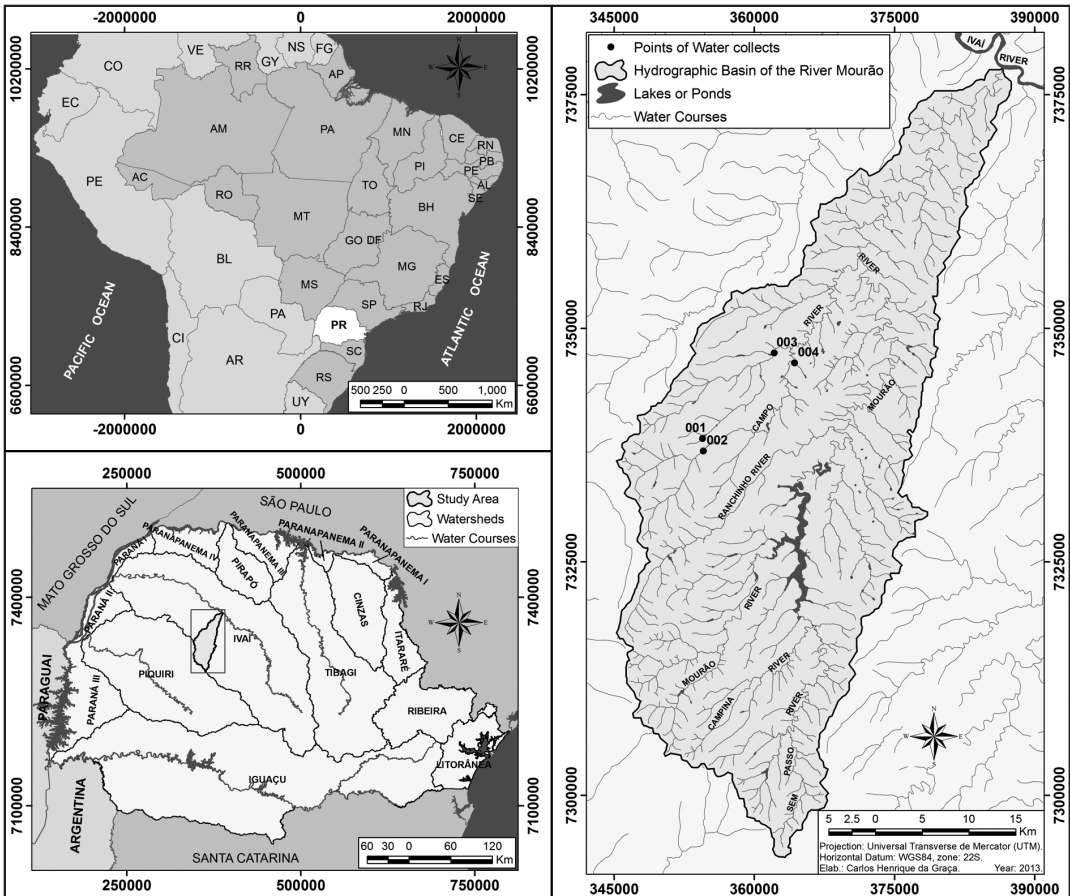 -2000000 0 2000000
10200000
8400000
6600000
VE
NS
FG
CO
GY
RR
AP
EC
AM
PA
MN
CE
RN
PB
PI
PE
AL
SE
PE
AC
TO
RO
BH
MT
GO DF
BL
MG
ES
MS
SP
RJ
PA
PR
CI
SC
AR
RS
UY
PACIFIC OCEAN
ATLANTIC OCEAN
N
W E
S
500 250 0 500 1,000
Km
10200000
8400000
6600000
-2000000 0 2000000
250000 500000 750000
7400000
7100000
Study Area
Watersheds
Water Courses
SÃO PAULO
MATO GROSSO DO SUL
PARANAPANEMA II
PARANAPANEMA I
PARANAPANEMA III
PARANAPANEMA IV
PARANÁ I
PIRAPÓ
PARANÁ II
CINZAS
ITARARÉ
IVAÍ
PIQUIRI
TIBAGI
PARAGUAI
PARANÁ III
RIBEIRA
LITORÂNEA
IGUAÇU
ARGENTINA
SANTA CATARINA
N
W E
S
60 30 0 60 120
Km
7400000
7100000
250000 500000 750000
345000 360000 375000 390000
7375000
7350000
7325000
7300000
Points of Water collects
Hydrographic Basin of the River Mourão
Lakes or Ponds
Water Courses
IVAÍ
RIVER
RIVER
RIVER
003
004
MOURÃO
CAMPO
001
002
RANCHINHO RIVER
RIVER
MOURÃO
RIVER
CAMPINA
RIVER
PASSO
SEM
N
W E
S
5 2,5 0 5 10 15
Km
Projection: Universal Transverse de Mercator (UTM).
Horizontal Datum: WGS84, zone: 22S.
Elab.: Carlos Henrique da Graça. Year: 2013.
7375000
7350000
7325000
7300000
345000 360000 375000 390000